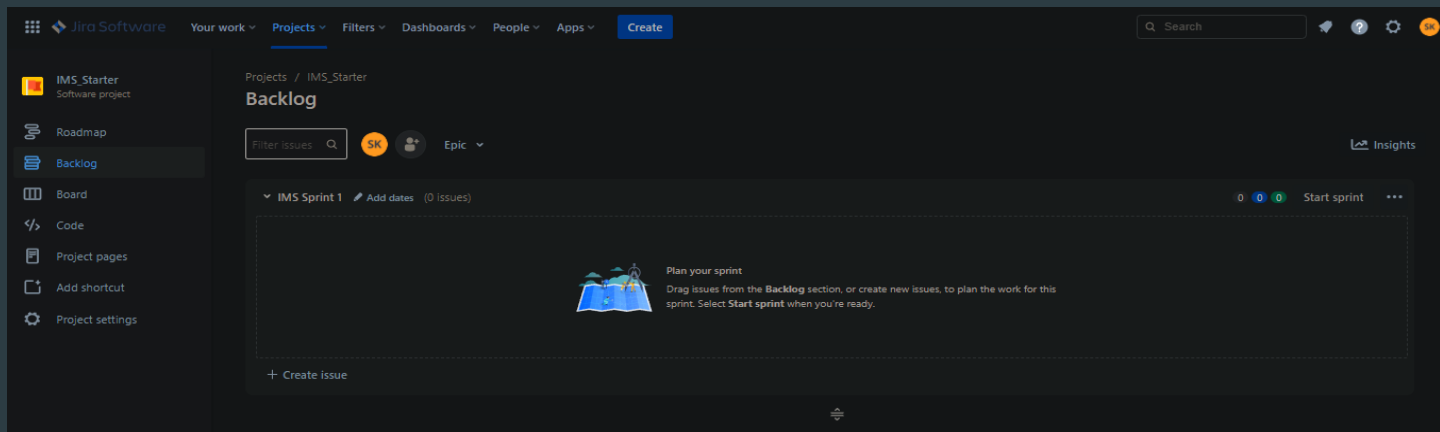 Jira Software Your work Projects Filters Dashboards People Apps Create Search ? SK
IMS_Starter
Software project
Roadmap
Backlog
Board
Code
Project pages
Add shortcut
Project settings
Projects / IMS_Starter
Backlog
Filter issues SK Epic Insights
IMS Sprint 1 Add dates (0 issues) 0 0 0 Start sprint
Plan your sprint
Drag issues from the Backlog section, or create new issues, to plan the work for this
sprint. Select Start sprint when you're ready.
+ Create issue